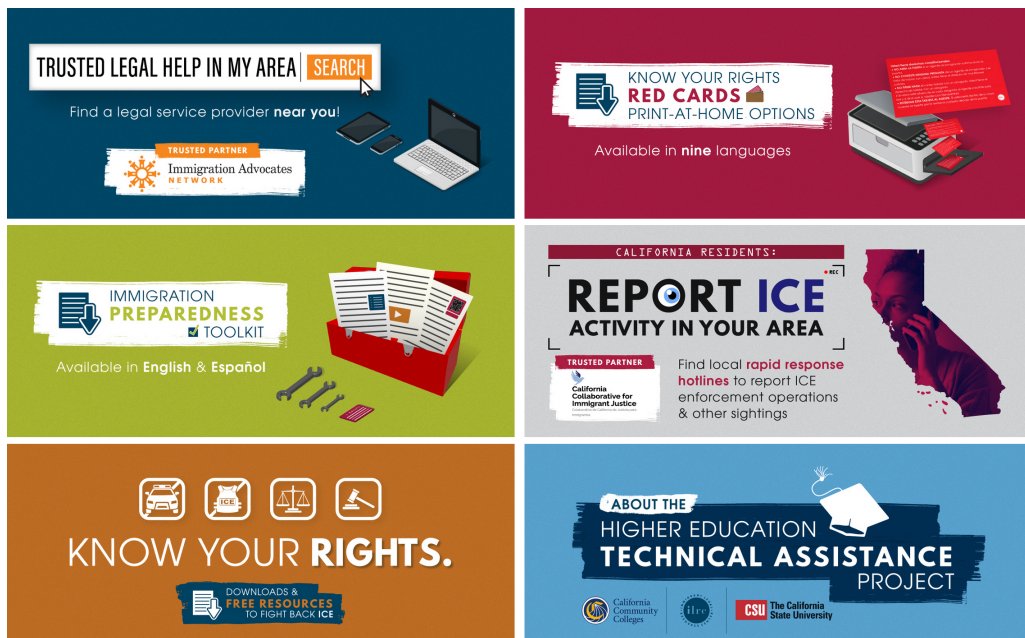 TRUSTED LEGAL HELP IN MY AREA SEARCH
Find a legal service provider near you!
TRUSTED PARTNER
Immigration Advocates
NETWORK
KNOW YOUR RIGHTS
RED CARDS
PRINT-AT-HOME OPTIONS
Available in nine languages
IMMIGRATION
PREPAREDNESS
TOOLKIT
Available in English & Español
CALIFORNIA RESIDENTS:
REC
REPORT ICE
ACTIVITY IN YOUR AREA
TRUSTED PARTNER
California
Collaborative for
Immigrant Justice
Find local rapid response
hotlines to report ICE
enforcement operations
& other sightings
ICE
KNOW YOUR RIGHTS.
DOWNLOADS &
FREE RESOURCES
TO FIGHT BACK ICE
ABOUT THE
HIGHER EDUCATION
TECHNICAL ASSISTANCE
PROJECT
California
Community
Colleges
ilrc
CSU The California
State University